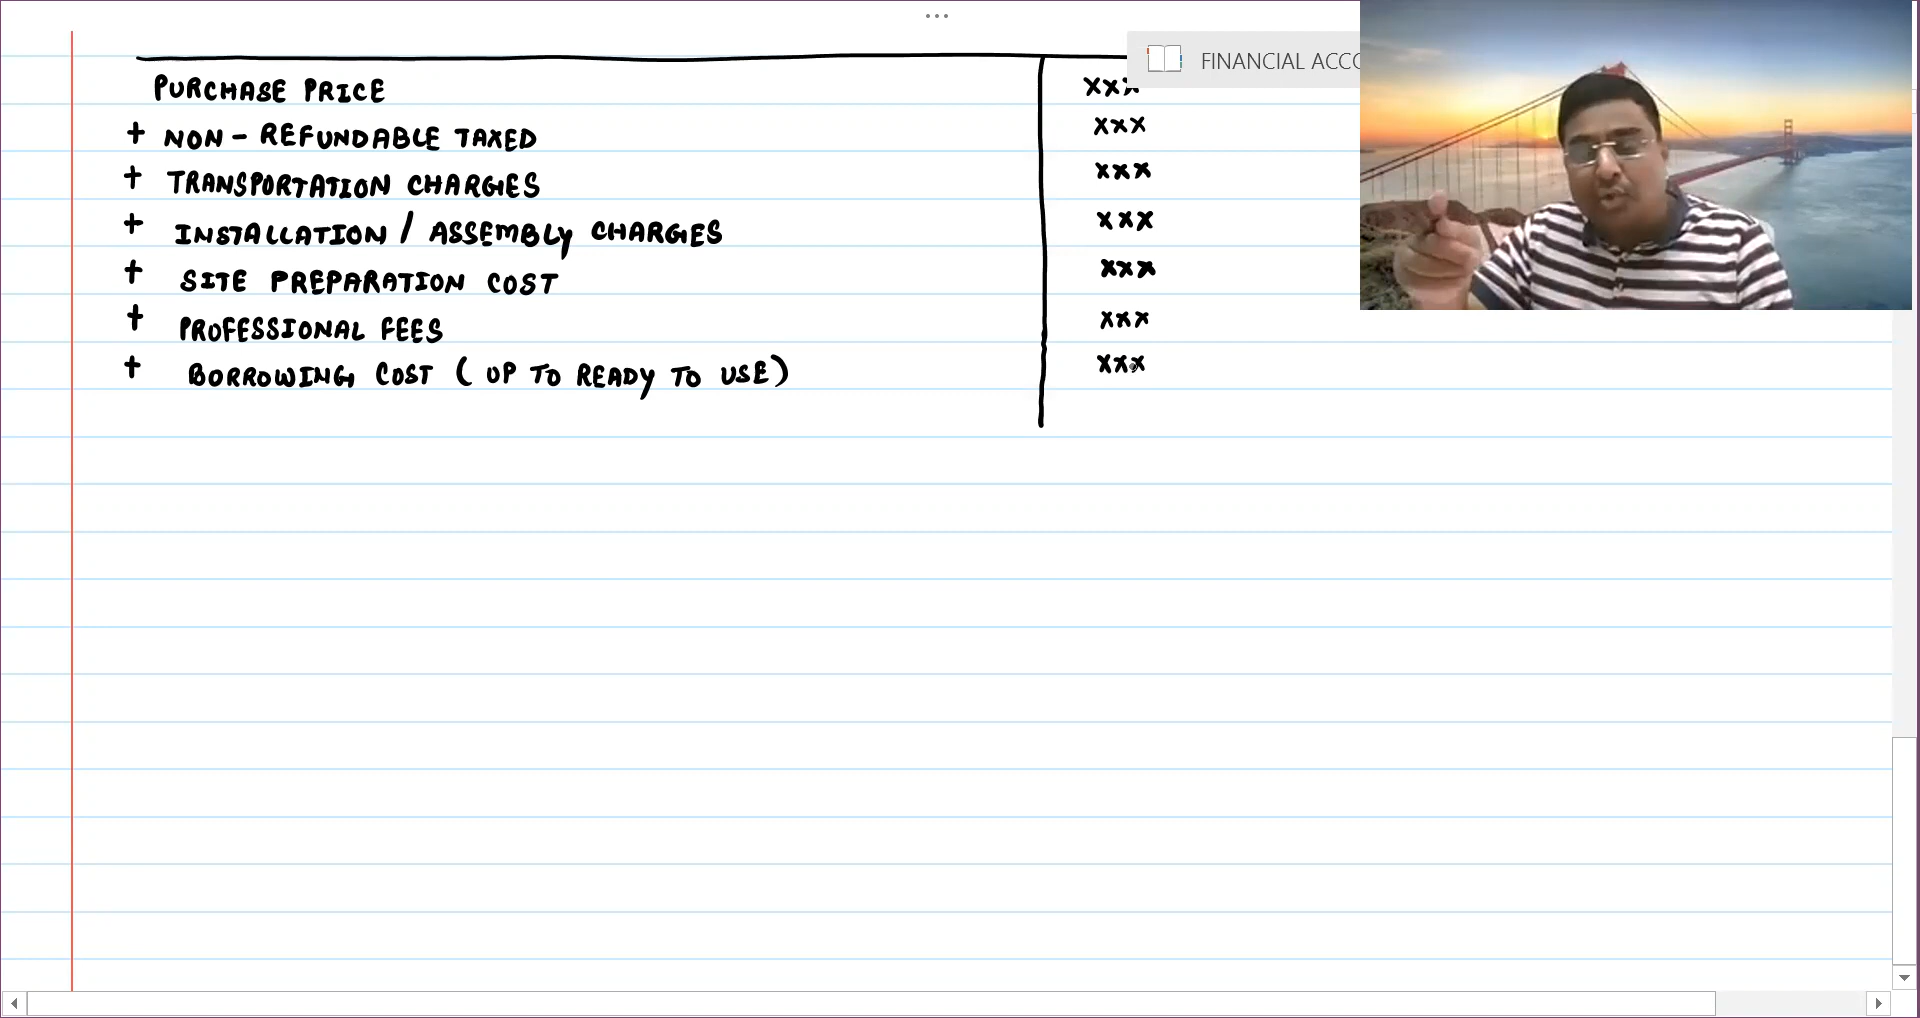 PURCHASE PRICE xxx
+ NON - REFUNDABLE TAXED xxx
+ TRANSPORTATION CHARGES xxx
+ INSTALLATION / ASSEMBLY CHARGES xxx
+ SITE PREPARATION COST xxx
+ PROFESSIONAL FEES xxx
+ BORROWING COST ( UP TO READY TO USE ) xxx
FINANCIAL ACCO